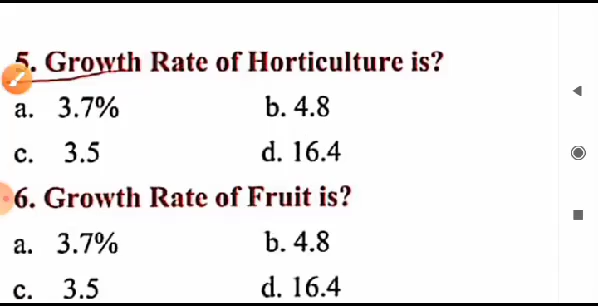 5. Growth Rate of Horticulture is?
a. 3.7% b. 4.8
c. 3.5 d. 16.4
6. Growth Rate of Fruit is?
a. 3.7% b. 4.8
c. 3.5 d. 16.4